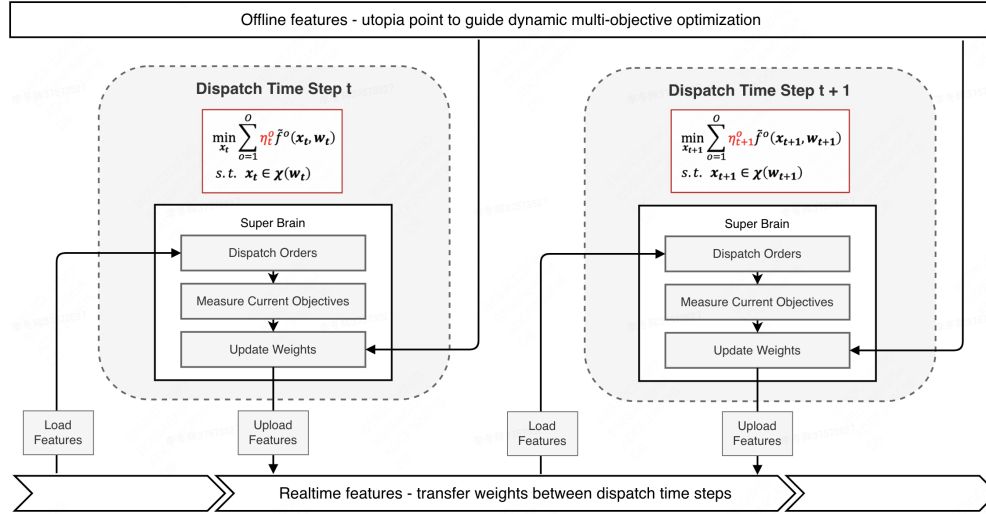 Offline features - utopia point to guide dynamic multi-objective optimization
Dispatch Time Step t
min_{x_t} \sum_{o=1}^{O} η_t^o f̃^o(x_t, w_t)
s.t. x_t ∈ χ(w_t)
Super Brain
Dispatch Orders
Measure Current Objectives
Update Weights
Load
Features
Upload
Features
Dispatch Time Step t + 1
min_{x_{t+1}} \sum_{o=1}^{O} η_{t+1}^o f̃^o(x_{t+1}, w_{t+1})
s.t. x_{t+1} ∈ χ(w_{t+1})
Super Brain
Dispatch Orders
Measure Current Objectives
Update Weights
Load
Features
Upload
Features
Realtime features - transfer weights between dispatch time steps